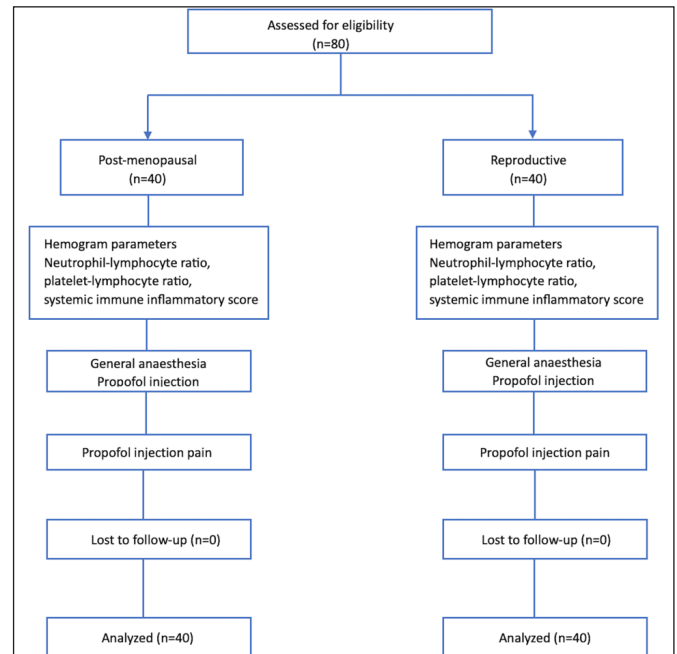 Assessed for eligibility
(n=80)
Post-menopausal
(n=40)
Reproductive
(n=40)
Hemogram parameters
Neutrophil-lymphocyte ratio,
platelet-lymphocyte ratio,
systemic immune inflammatory score
Hemogram parameters
Neutrophil-lymphocyte ratio,
platelet-lymphocyte ratio,
systemic immune inflammatory score
General anaesthesia
Propofol injection
General anaesthesia
Propofol injection
Propofol injection pain
Propofol injection pain
Lost to follow-up (n=0)
Lost to follow-up (n=0)
Analyzed (n=40)
Analyzed (n=40)